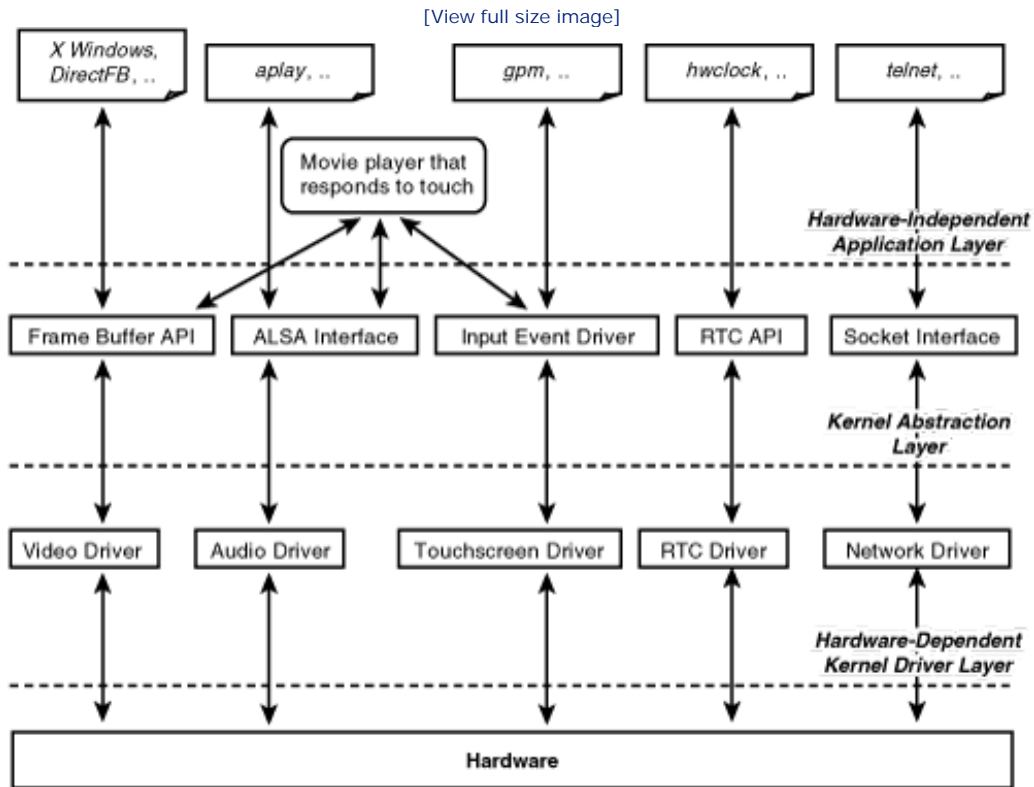 [View full size image]
X Windows,
DirectFB, ..
aplay, ..
gpm, ..
hwclock, ..
telnet, ..
Movie player that
responds to touch
Hardware-Independent
Application Layer
Frame Buffer API
ALSA Interface
Input Event Driver
RTC API
Socket Interface
Kernel Abstraction
Layer
Video Driver
Audio Driver
Touchscreen Driver
RTC Driver
Network Driver
Hardware-Dependent
Kernel Driver Layer
Hardware